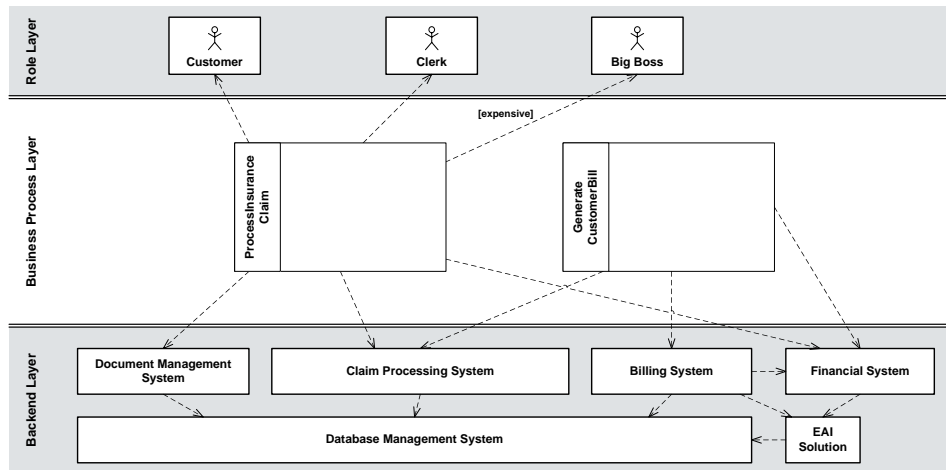 Role Layer
Customer
Clerk
Big Boss
[expensive]
Business Process Layer
ProcessInsurance
Claim
Generate
CustomerBill
Backend Layer
Document Management
System
Claim Processing System
Billing System
Financial System
Database Management System
EAI
Solution